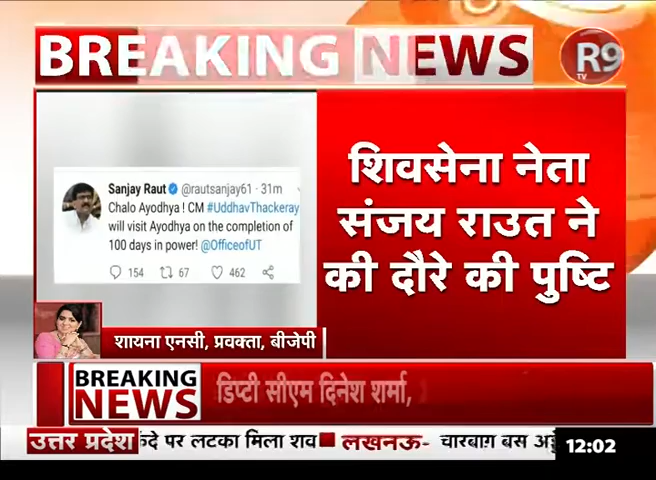 BREAKING NEWS
R9
TV
Sanjay Raut @rautsanjay61 · 31m
Chalo Ayodhya ! CM #UddhavThackeray
will visit Ayodhya on the completion of
100 days in power! @OfficeofUT
154 67 462
शिवसेना नेता
संजय राउत ने
की दौरे की पुष्टि
शायना एनसी, प्रवक्ता, बीजेपी
BREAKING
NEWS
डिप्टी सीएम दिनेश शर्मा,
उत्तर प्रदेश पर लटका मिला शव लखनऊ- चारबाग़ बस 12:02